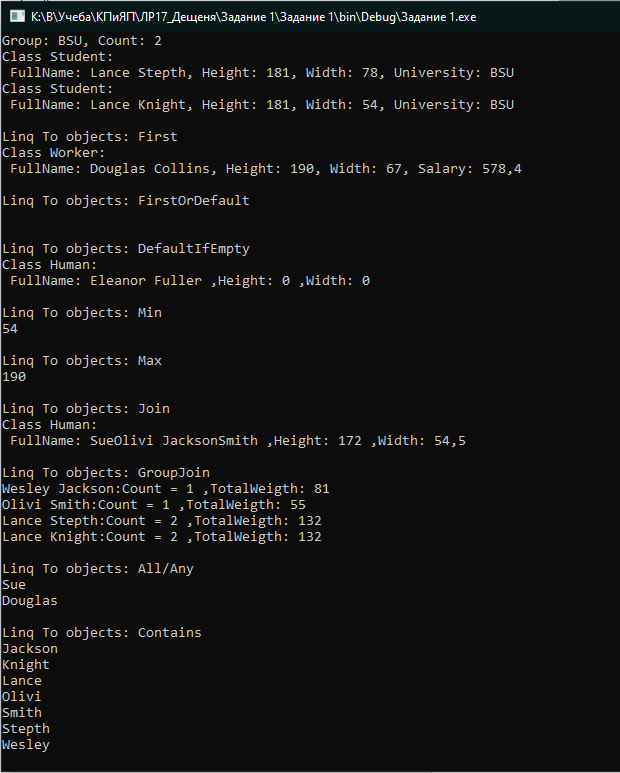 K:\В\Учеба\КПиЯП\ЛР17_Дещеня\Задание 1\Задание 1\bin\Debug\Задание 1.exe
Group: BSU, Count: 2
Class Student:
 FullName: Lance Stepth, Height: 181, Width: 78, University: BSU
Class Student:
 FullName: Lance Knight, Height: 181, Width: 54, University: BSU
Linq To objects: First
Class Worker:
 FullName: Douglas Collins, Height: 190, Width: 67, Salary: 578,4
Linq To objects: FirstOrDefault
Linq To objects: DefaultIfEmpty
Class Human:
 FullName: Eleanor Fuller ,Height: 0 ,Width: 0
Linq To objects: Min
54
Linq To objects: Max
190
Linq To objects: Join
Class Human:
 FullName: SueOlivi JacksonSmith ,Height: 172 ,Width: 54,5
Linq To objects: GroupJoin
Wesley Jackson:Count = 1 ,TotalWeigth: 81
Olivi Smith:Count = 1 ,TotalWeigth: 55
Lance Stepth:Count = 2 ,TotalWeigth: 132
Lance Knight:Count = 2 ,TotalWeigth: 132
Linq To objects: All/Any
Sue
Douglas
Linq To objects: Contains
Jackson
Knight
Lance
Olivi
Smith
Stepth
Wesley